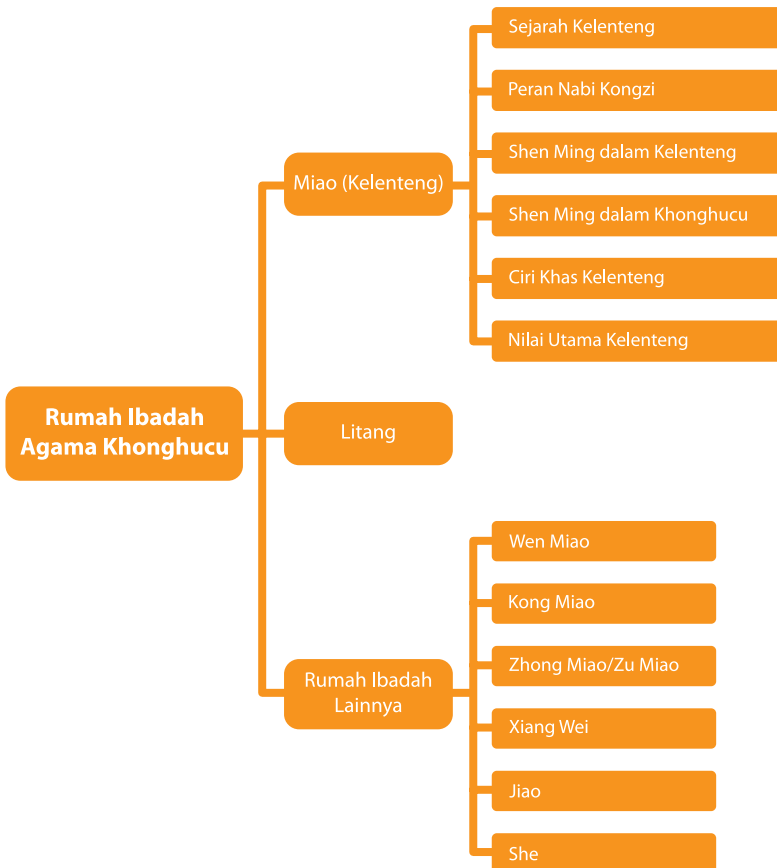 Rumah Ibadah
Agama Khonghucu
Miao (Kelenteng)
Sejarah Kelenteng
Peran Nabi Kongzi
Shen Ming dalam Kelenteng
Shen Ming dalam Khonghucu
Ciri Khas Kelenteng
Nilai Utama Kelenteng
Litang
Rumah Ibadah
Lainnya
Wen Miao
Kong Miao
Zhong Miao/Zu Miao
Xiang Wei
Jiao
She